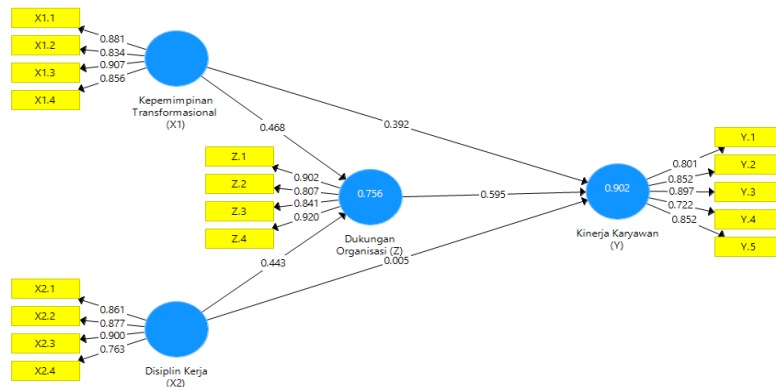 X1.1
X1.2
X1.3
X1.4
0.881
0.834
0.907
0.856
Kepemimpinan
Transformasional
(X1)
0.468
0.392
Z.1
Z.2
Z.3
Z.4
0.902
0.807
0.841
0.920
0.756
Dukungan
Organisasi (Z)
0.595
0.443
0.005
0.902
Kinerja Karyawan
(Y)
0.801
0.852
0.897
0.722
0.852
Y.1
Y.2
Y.3
Y.4
Y.5
X2.1
X2.2
X2.3
X2.4
0.861
0.877
0.900
0.763
Disiplin Kerja
(X2)